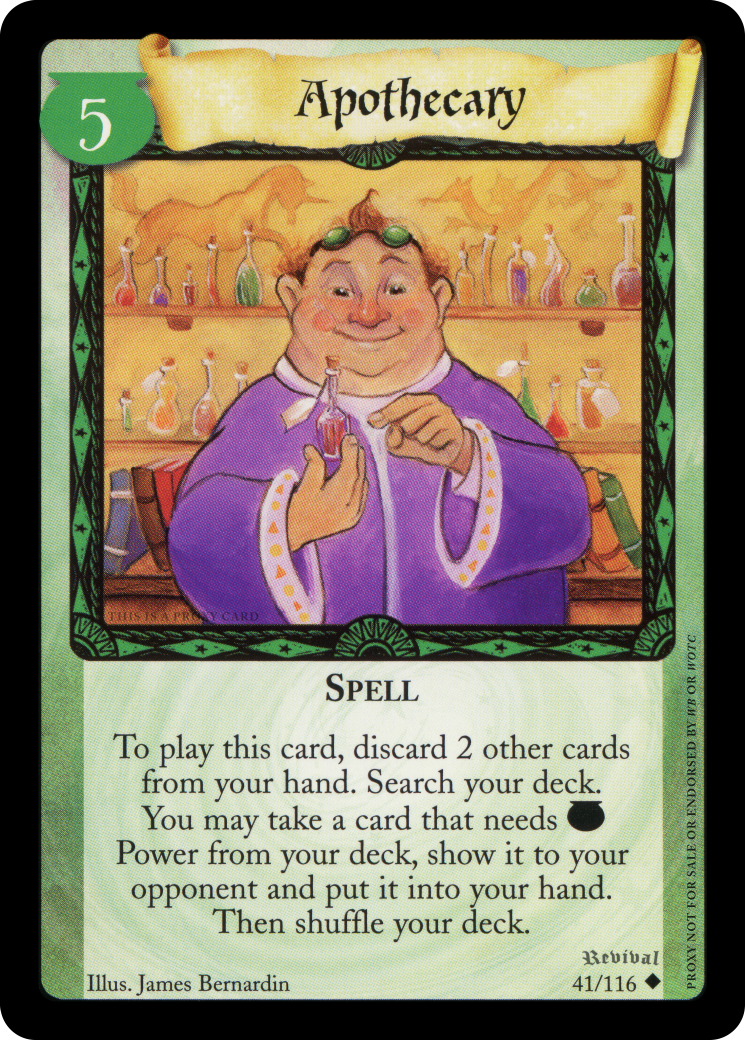 Apothecary
5
THIS IS A PROXY CARD
SPELL
To play this card, discard 2 other cards
from your hand. Search your deck.
You may take a card that needs
Power from your deck, show it to your
opponent and put it into your hand.
Then shuffle your deck.
Revival
Illus. James Bernardin
41/116
PROXY NOT FOR SALE OR ENDORSED BY WB OR WOTC